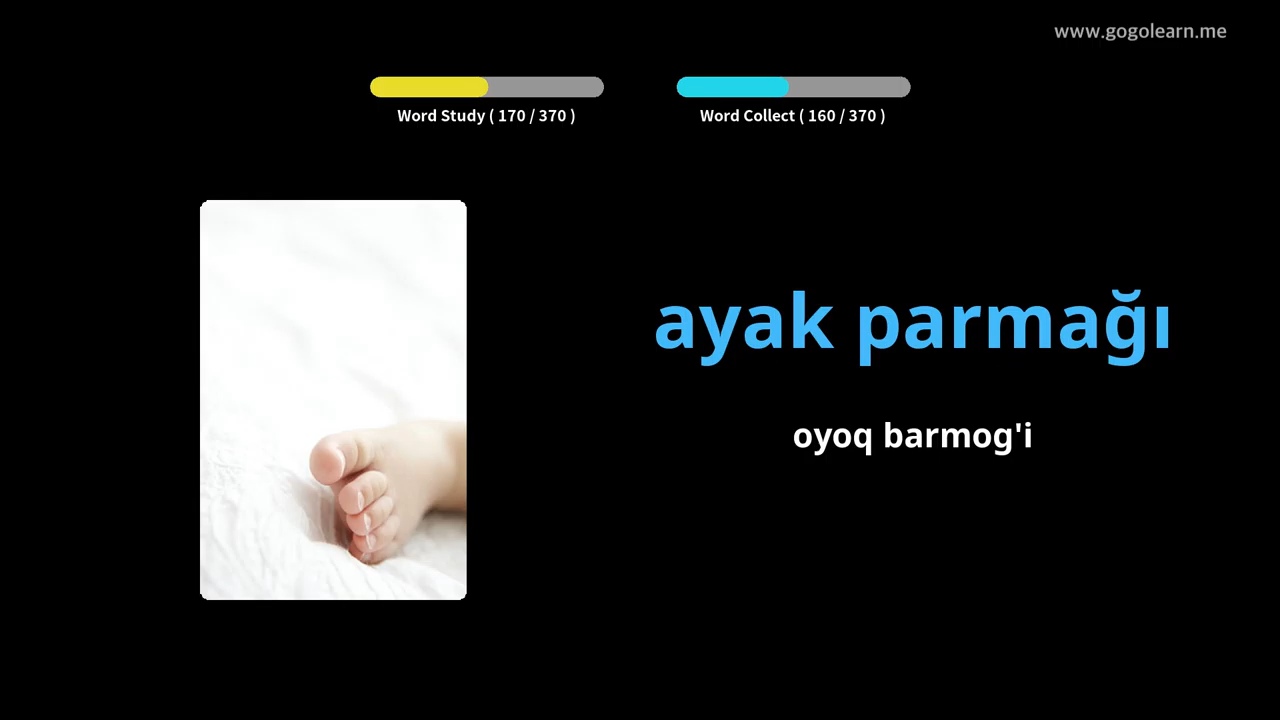 www.gogolearn.me
Word Study ( 170 / 370 )
Word Collect ( 160 / 370 )
ayak parmağı
oyoq barmog'i